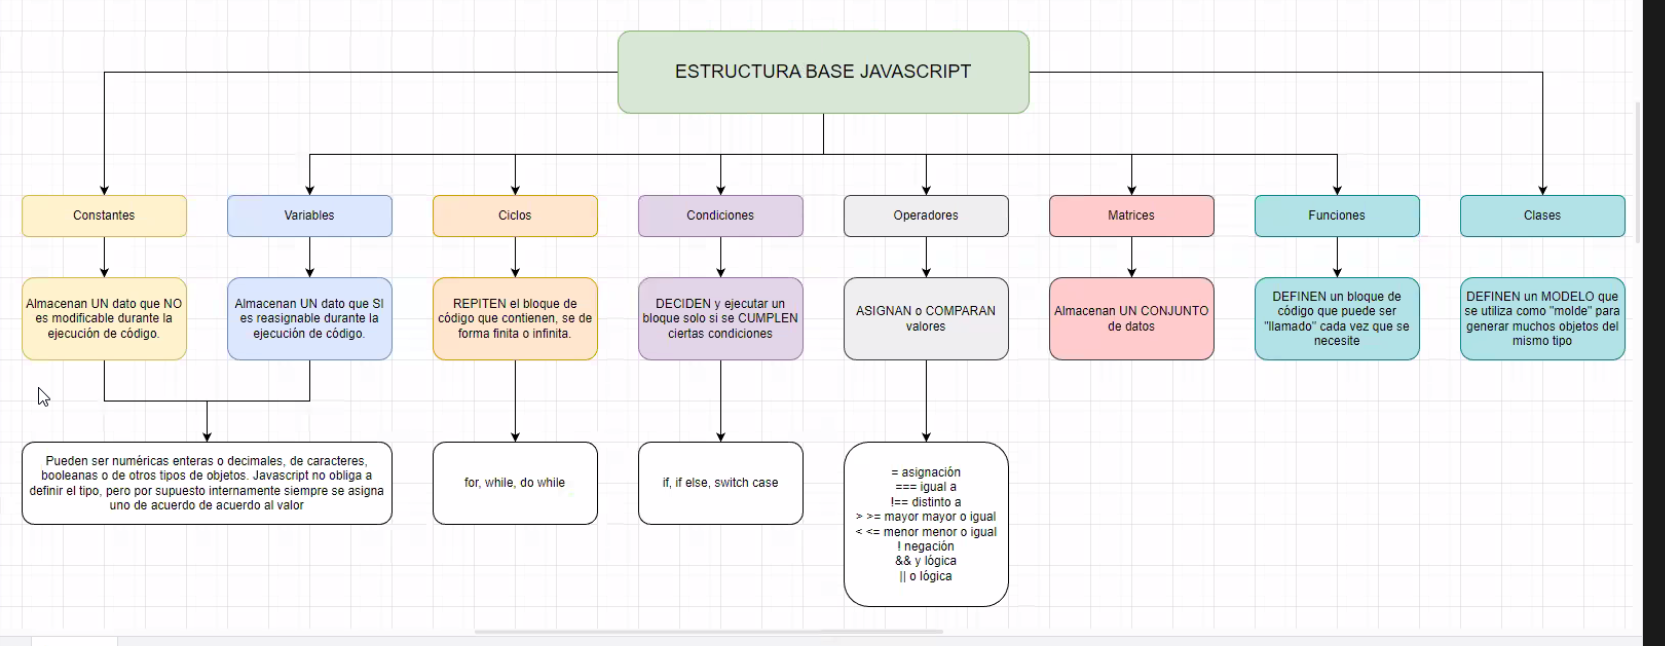 ESTRUCTURA BASE JAVASCRIPT
Constantes
Variables
Ciclos
Condiciones
Operadores
Matrices
Funciones
Clases
Almacenan UN dato que NO
es modificable durante la
ejecución de código.
Almacenan UN dato que SI
es reasignable durante la
ejecución de código.
REPITEN el bloque de
código que contienen, se de
forma finita o infinita.
DECIDEN y ejecutar un
bloque solo si se CUMPLEN
ciertas condiciones
ASIGNAN o COMPARAN
valores
Almacenan UN CONJUNTO
de datos
DEFINEN un bloque de
código que puede ser
"llamado" cada vez que se
necesite
DEFINEN un MODELO que
se utiliza como "molde" para
generar muchos objetos del
mismo tipo
Pueden ser numéricas enteras o decimales, de caracteres,
booleanas o de otros tipos de objetos. Javascript no obliga a
definir el tipo, pero por supuesto internamente siempre se asigna
uno de acuerdo de acuerdo al valor
for, while, do while
if, if else, switch case
= asignación
=== igual a
!== distinto a
> >= mayor mayor o igual
< <= menor menor o igual
! negación
&& y lógica
|| o lógica